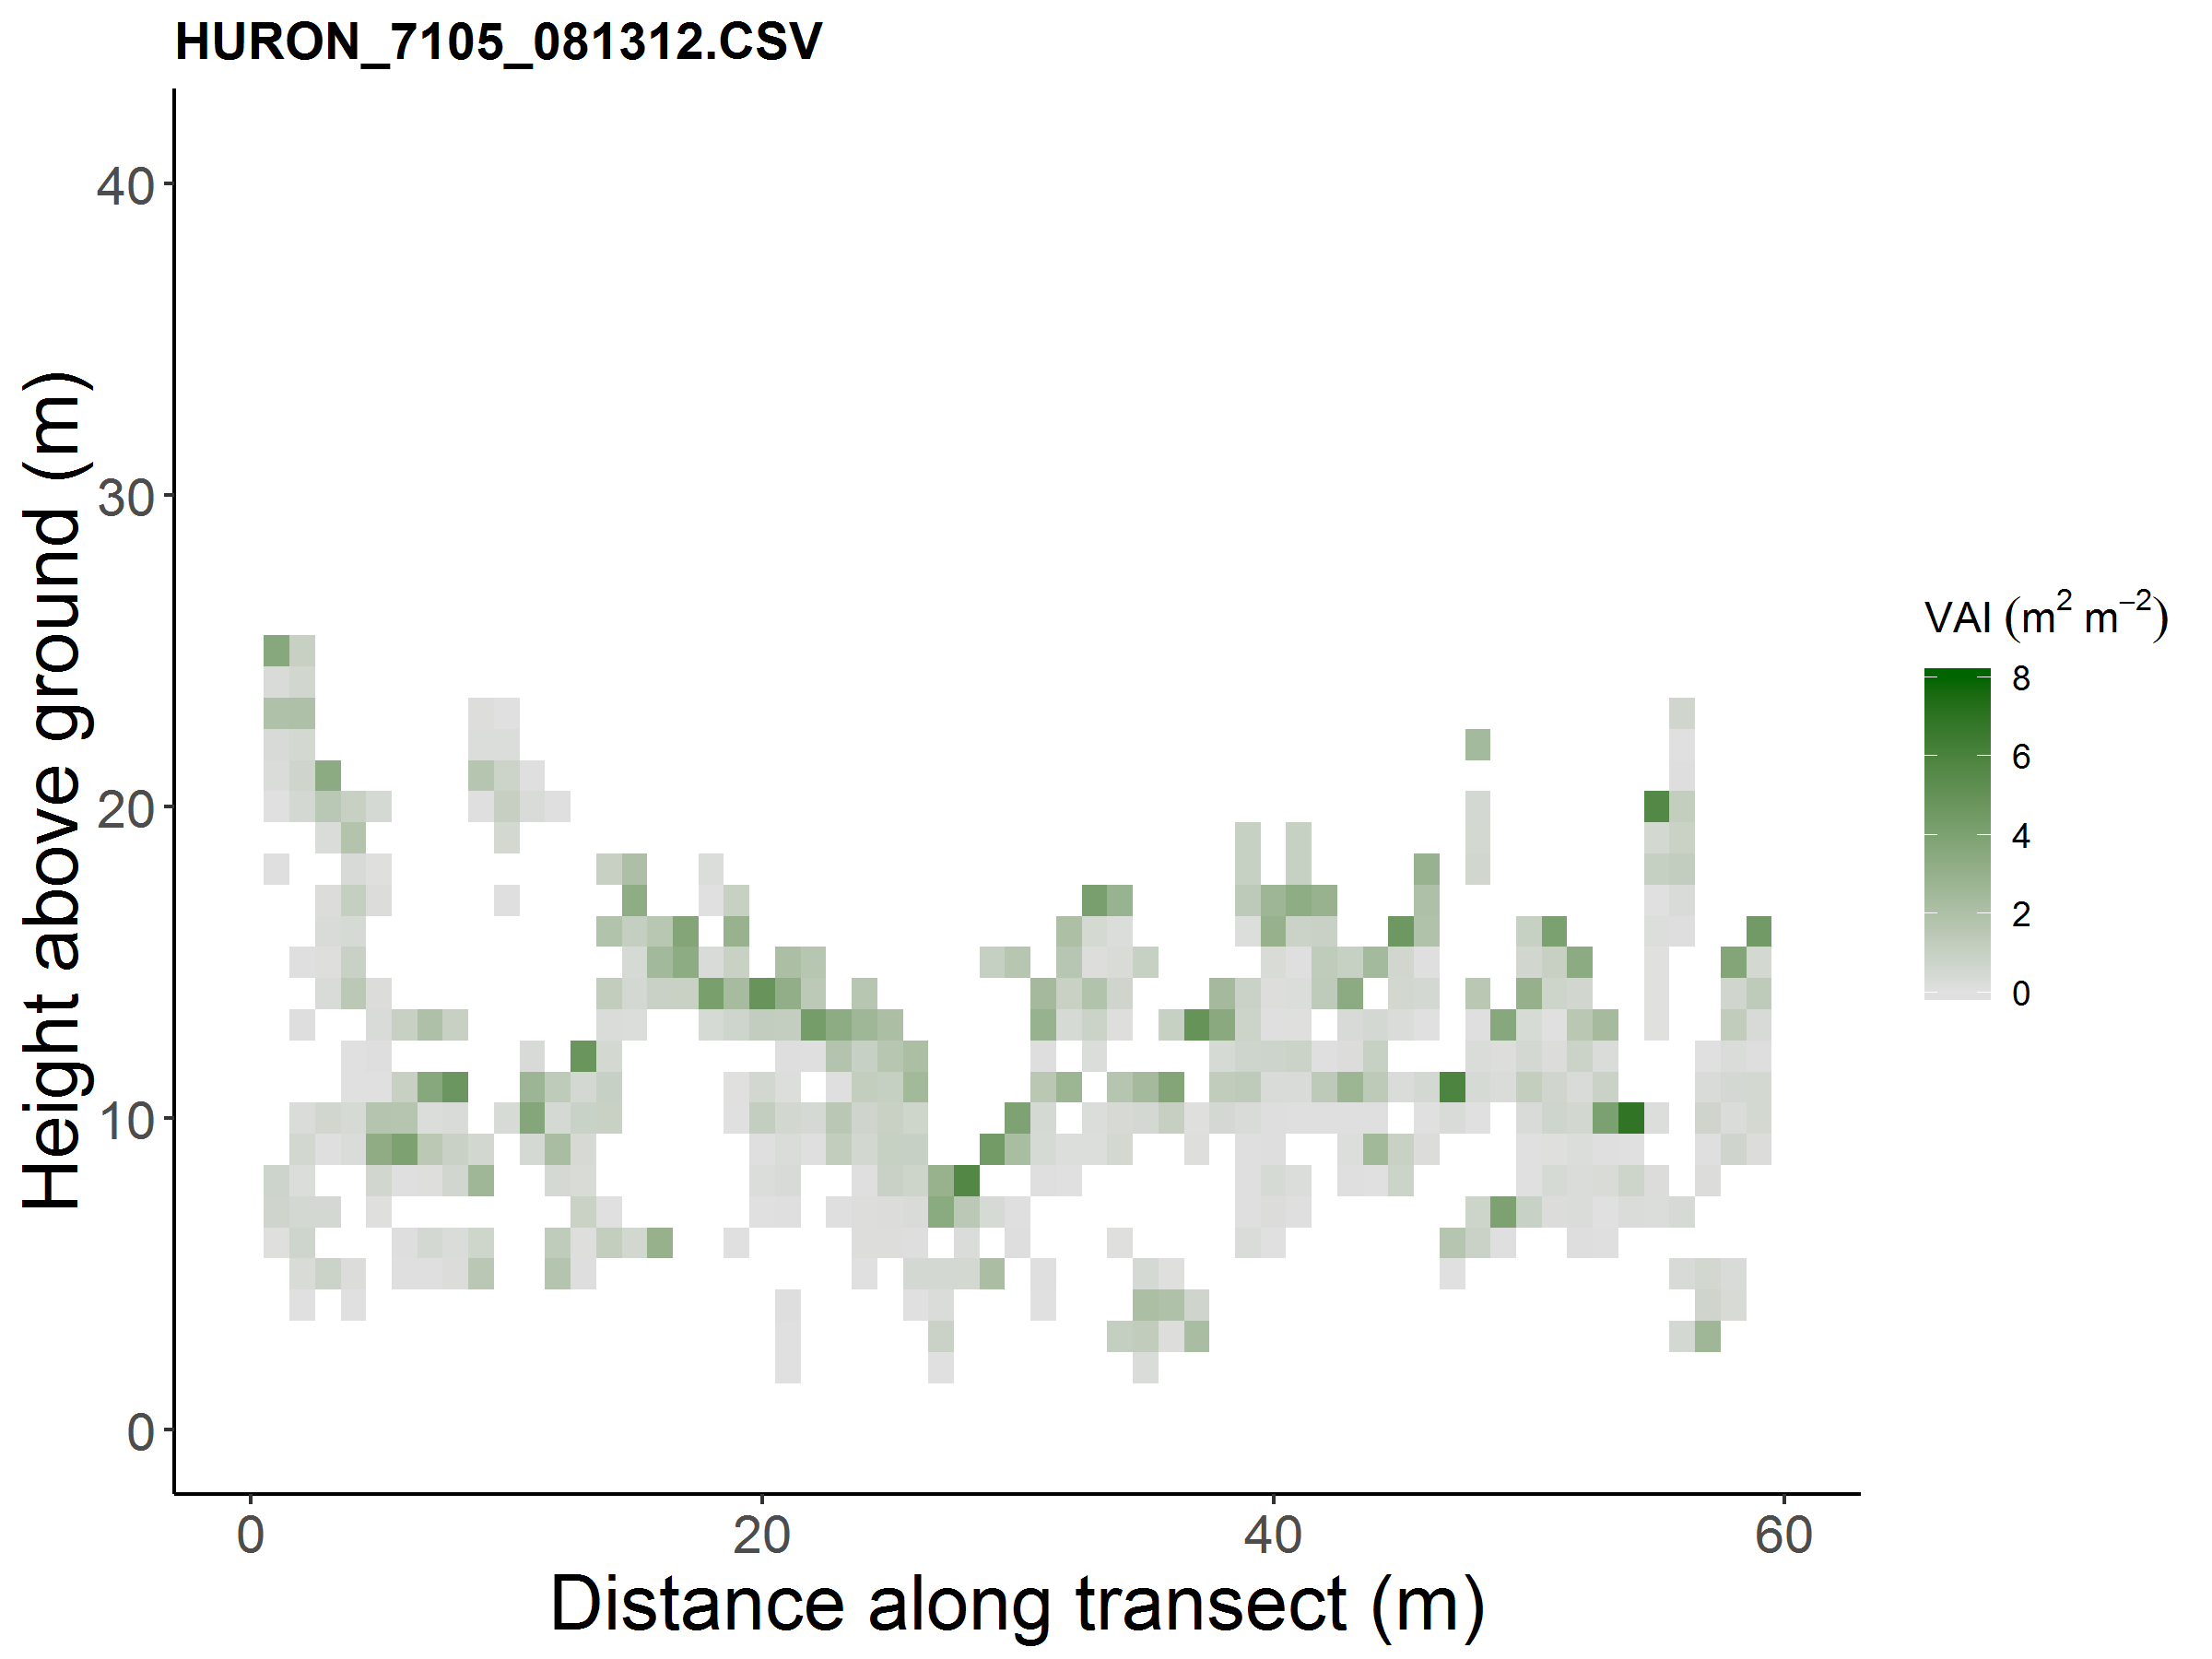 HURON_7105_081312.CSV
Height above ground (m)
40
30
20
10
0
0 20 40 60
Distance along transect (m)
VAI (m² m⁻²)
8
6
4
2
0